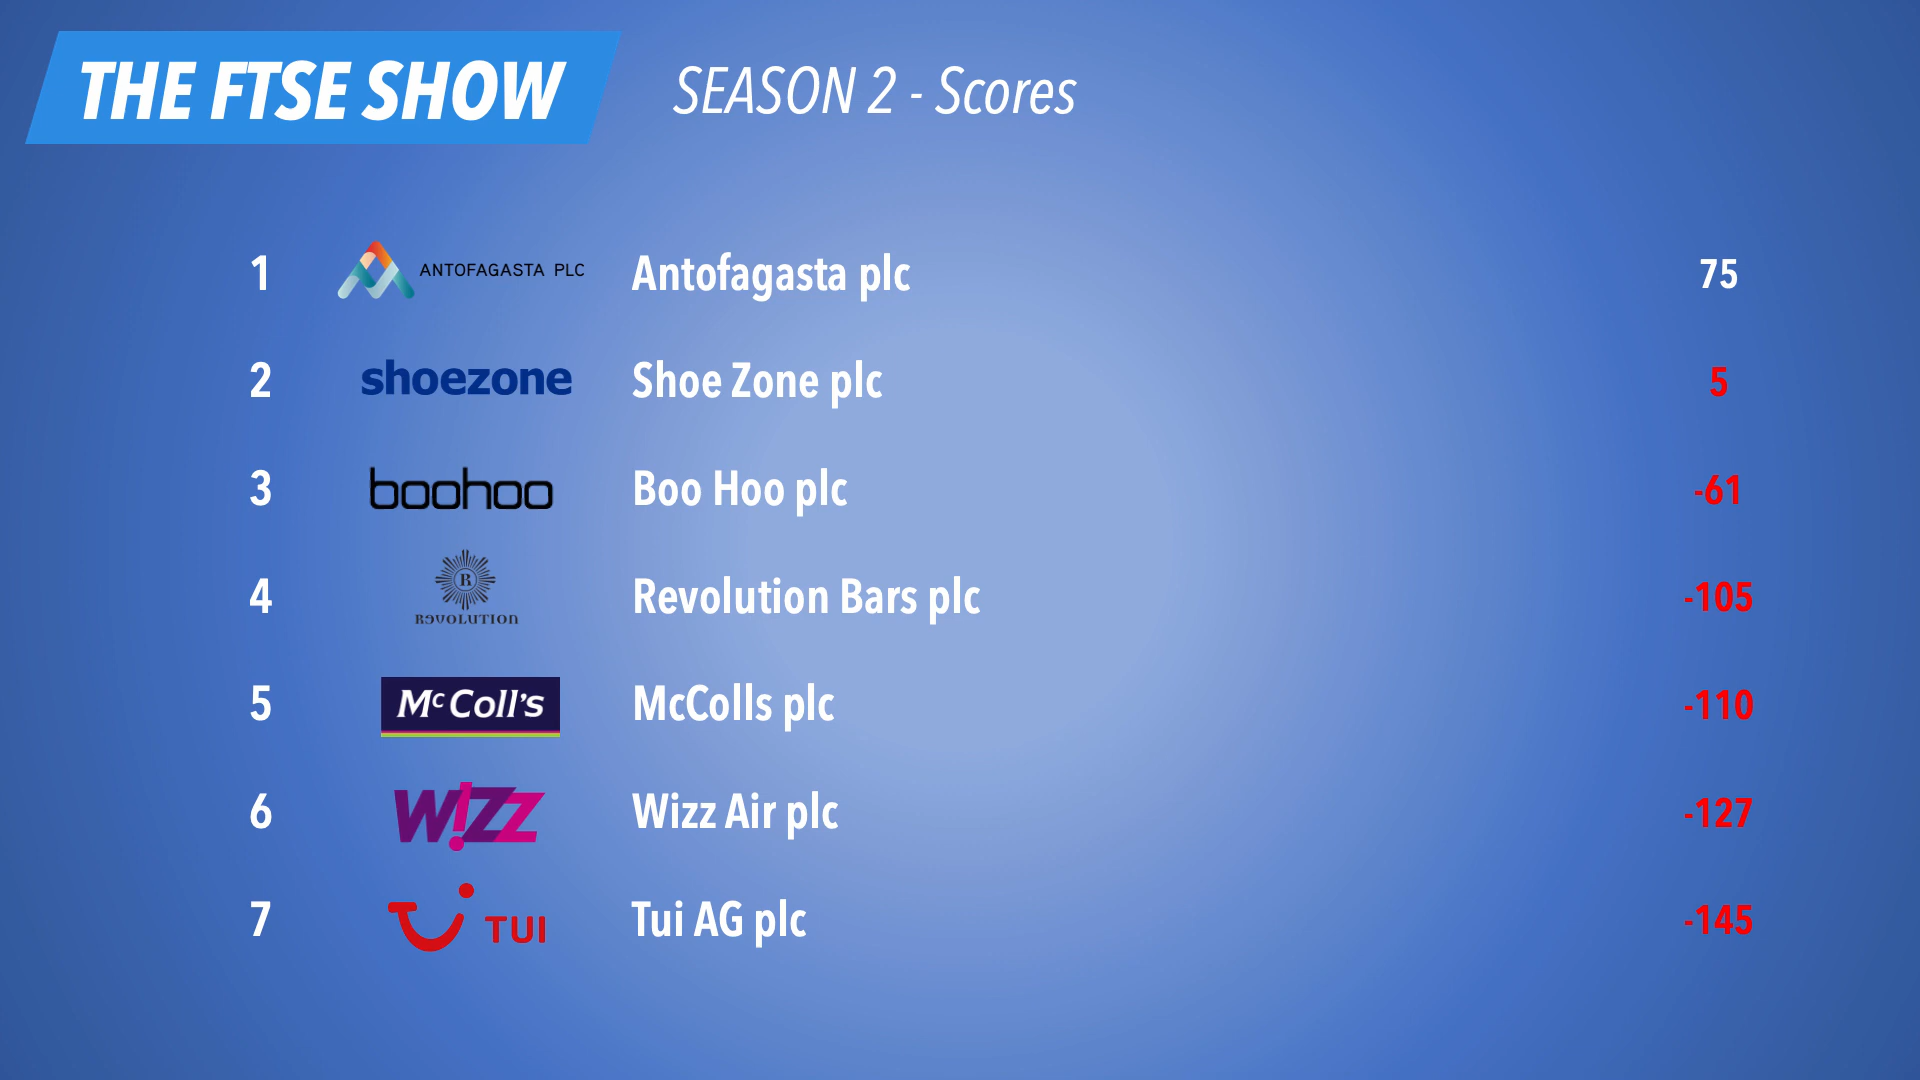 THE FTSE SHOW SEASON 2 - Scores
1 ANTOFAGASTA PLC Antofagasta plc 75
2 shoezone Shoe Zone plc 5
3 boohoo Boo Hoo plc -61
4 R REVOLUTION Revolution Bars plc -105
5 McColl's McColls plc -110
6 W!ZZ Wizz Air plc -127
7 TUI Tui AG plc -145